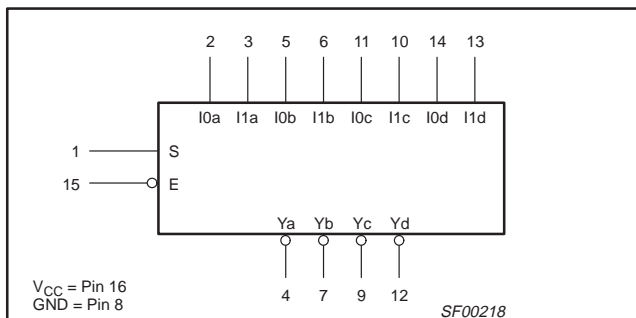 2 3 5 6 11 10 14 13
I0a I1a I0b I1b I0c I1c I0d I1d
1 S
15 E
Ya Yb Yc Yd
4 7 9 12
VCC = Pin 16
GND = Pin 8
SF00218